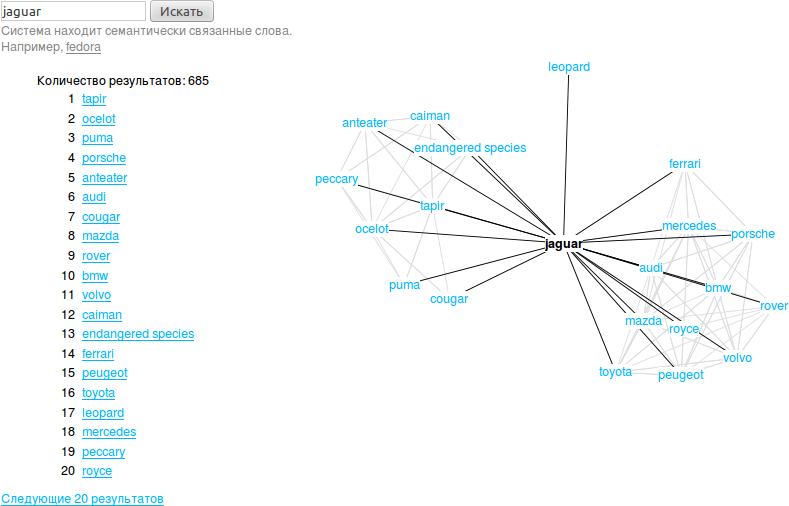 jaguar Искать
Система находит семантически связанные слова.
Например, fedora
Количество результатов: 685
1 tapir
2 ocelot
3 puma
4 porsche
5 anteater
6 audi
7 cougar
8 mazda
9 rover
10 bmw
11 volvo
12 caiman
13 endangered species
14 ferrari
15 peugeot
16 toyota
17 leopard
18 mercedes
19 peccary
20 royce
Следующие 20 результатов
leopard
caiman
anteater
endangered species
ferrari
peccary
tapir
mercedes
ocelot
porsche
jaguar
audi
puma
bmw
cougar
rover
mazda
royce
volvo
toyota
peugeot